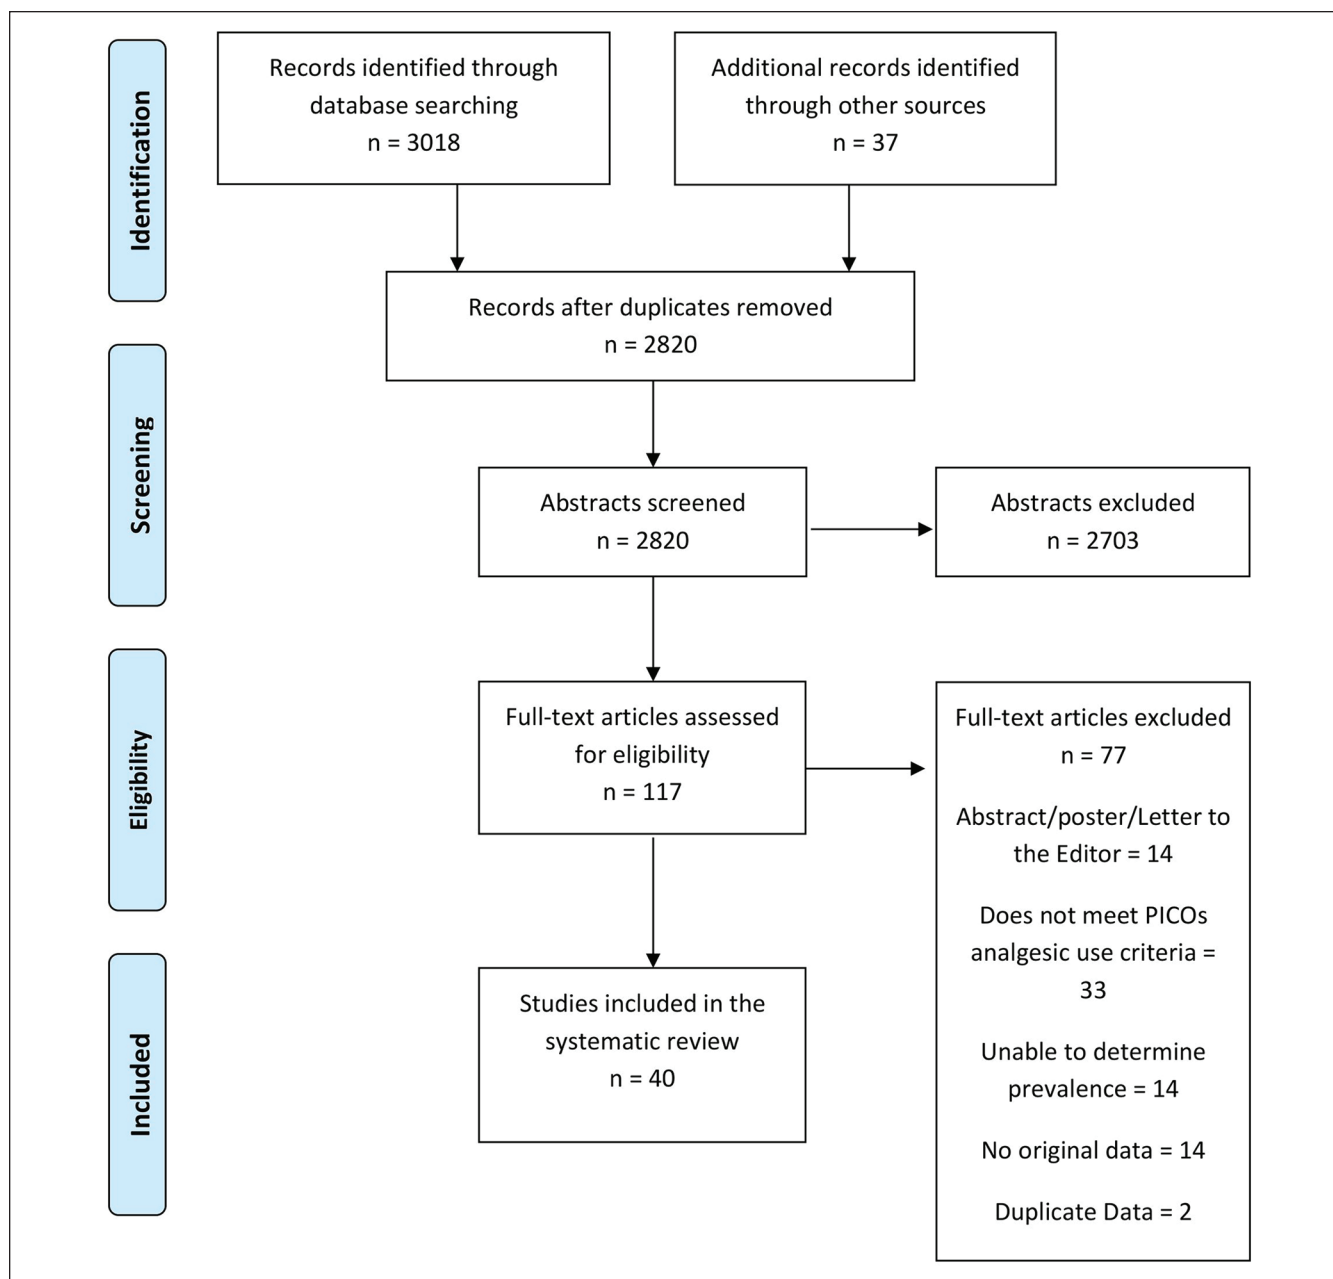 Identification
Records identified through
database searching
n = 3018
Additional records identified
through other sources
n = 37
Records after duplicates removed
n = 2820
Screening
Abstracts screened
n = 2820
Abstracts excluded
n = 2703
Eligibility
Full-text articles assessed
for eligibility
n = 117
Full-text articles excluded
n = 77
Abstract/poster/Letter to
the Editor = 14
Does not meet PICOs
analgesic use criteria =
33
Unable to determine
prevalence = 14
No original data = 14
Duplicate Data = 2
Included
Studies included in the
systematic review
n = 40